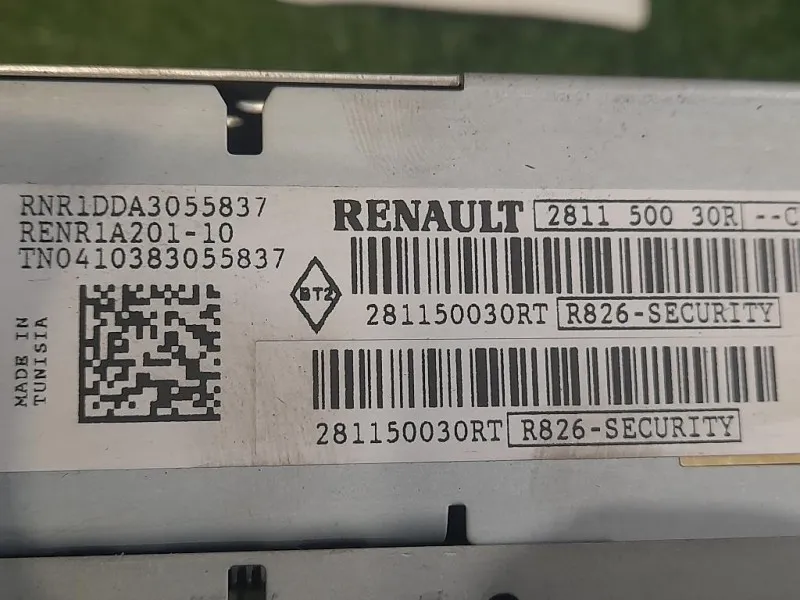 RNR1DDA3055837
RENR1A201-10
TN0410383055837
MADE IN
TUNISIA
RENAULT 2811 500 30R --C
BT2
281150030RT R826-SECURITY
281150030RT R826-SECURITY